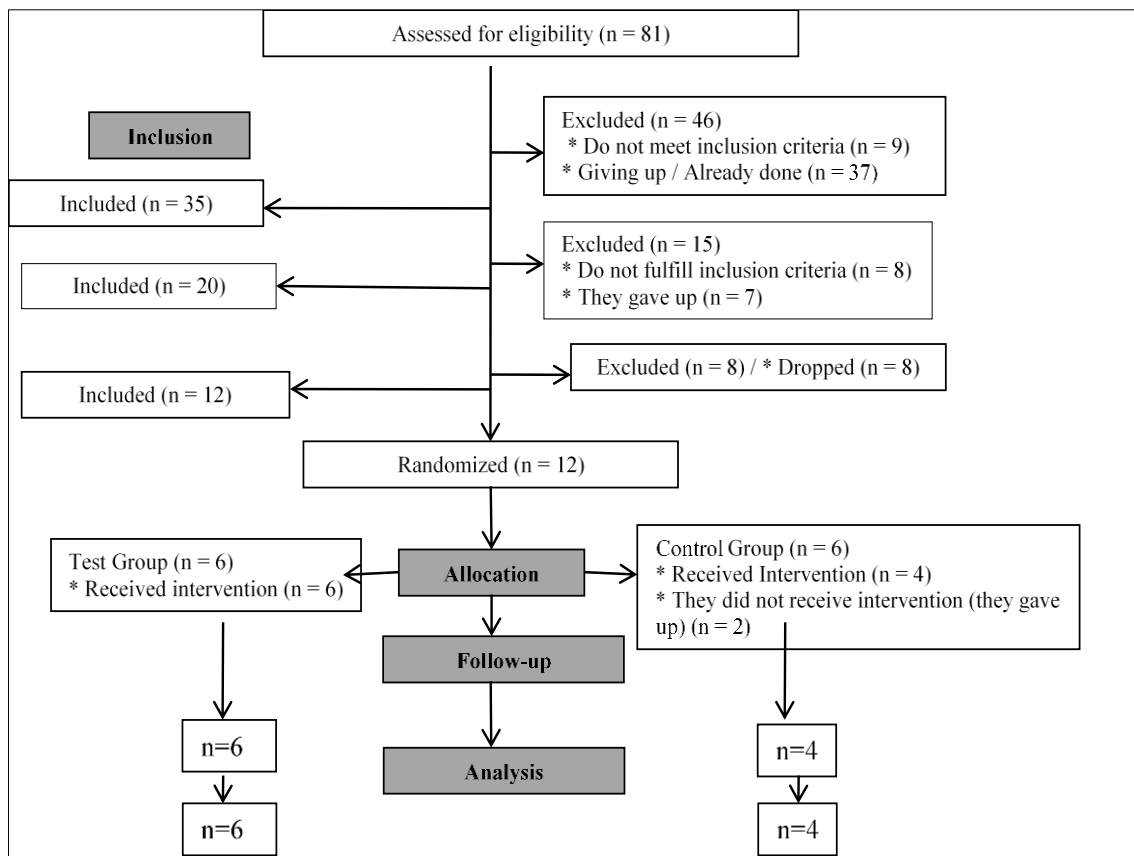 Assessed for eligibility (n = 81)
Inclusion
Excluded (n = 46)
* Do not meet inclusion criteria (n = 9)
* Giving up / Already done (n = 37)
Included (n = 35)
Excluded (n = 15)
* Do not fulfill inclusion criteria (n = 8)
* They gave up (n = 7)
Included (n = 20)
Excluded (n = 8) / * Dropped (n = 8)
Included (n = 12)
Randomized (n = 12)
Test Group (n = 6)
* Received intervention (n = 6)
Allocation
Control Group (n = 6)
* Received Intervention (n = 4)
* They did not receive intervention (they gave
up) (n = 2)
Follow-up
n=6
n=4
Analysis
n=6
n=4